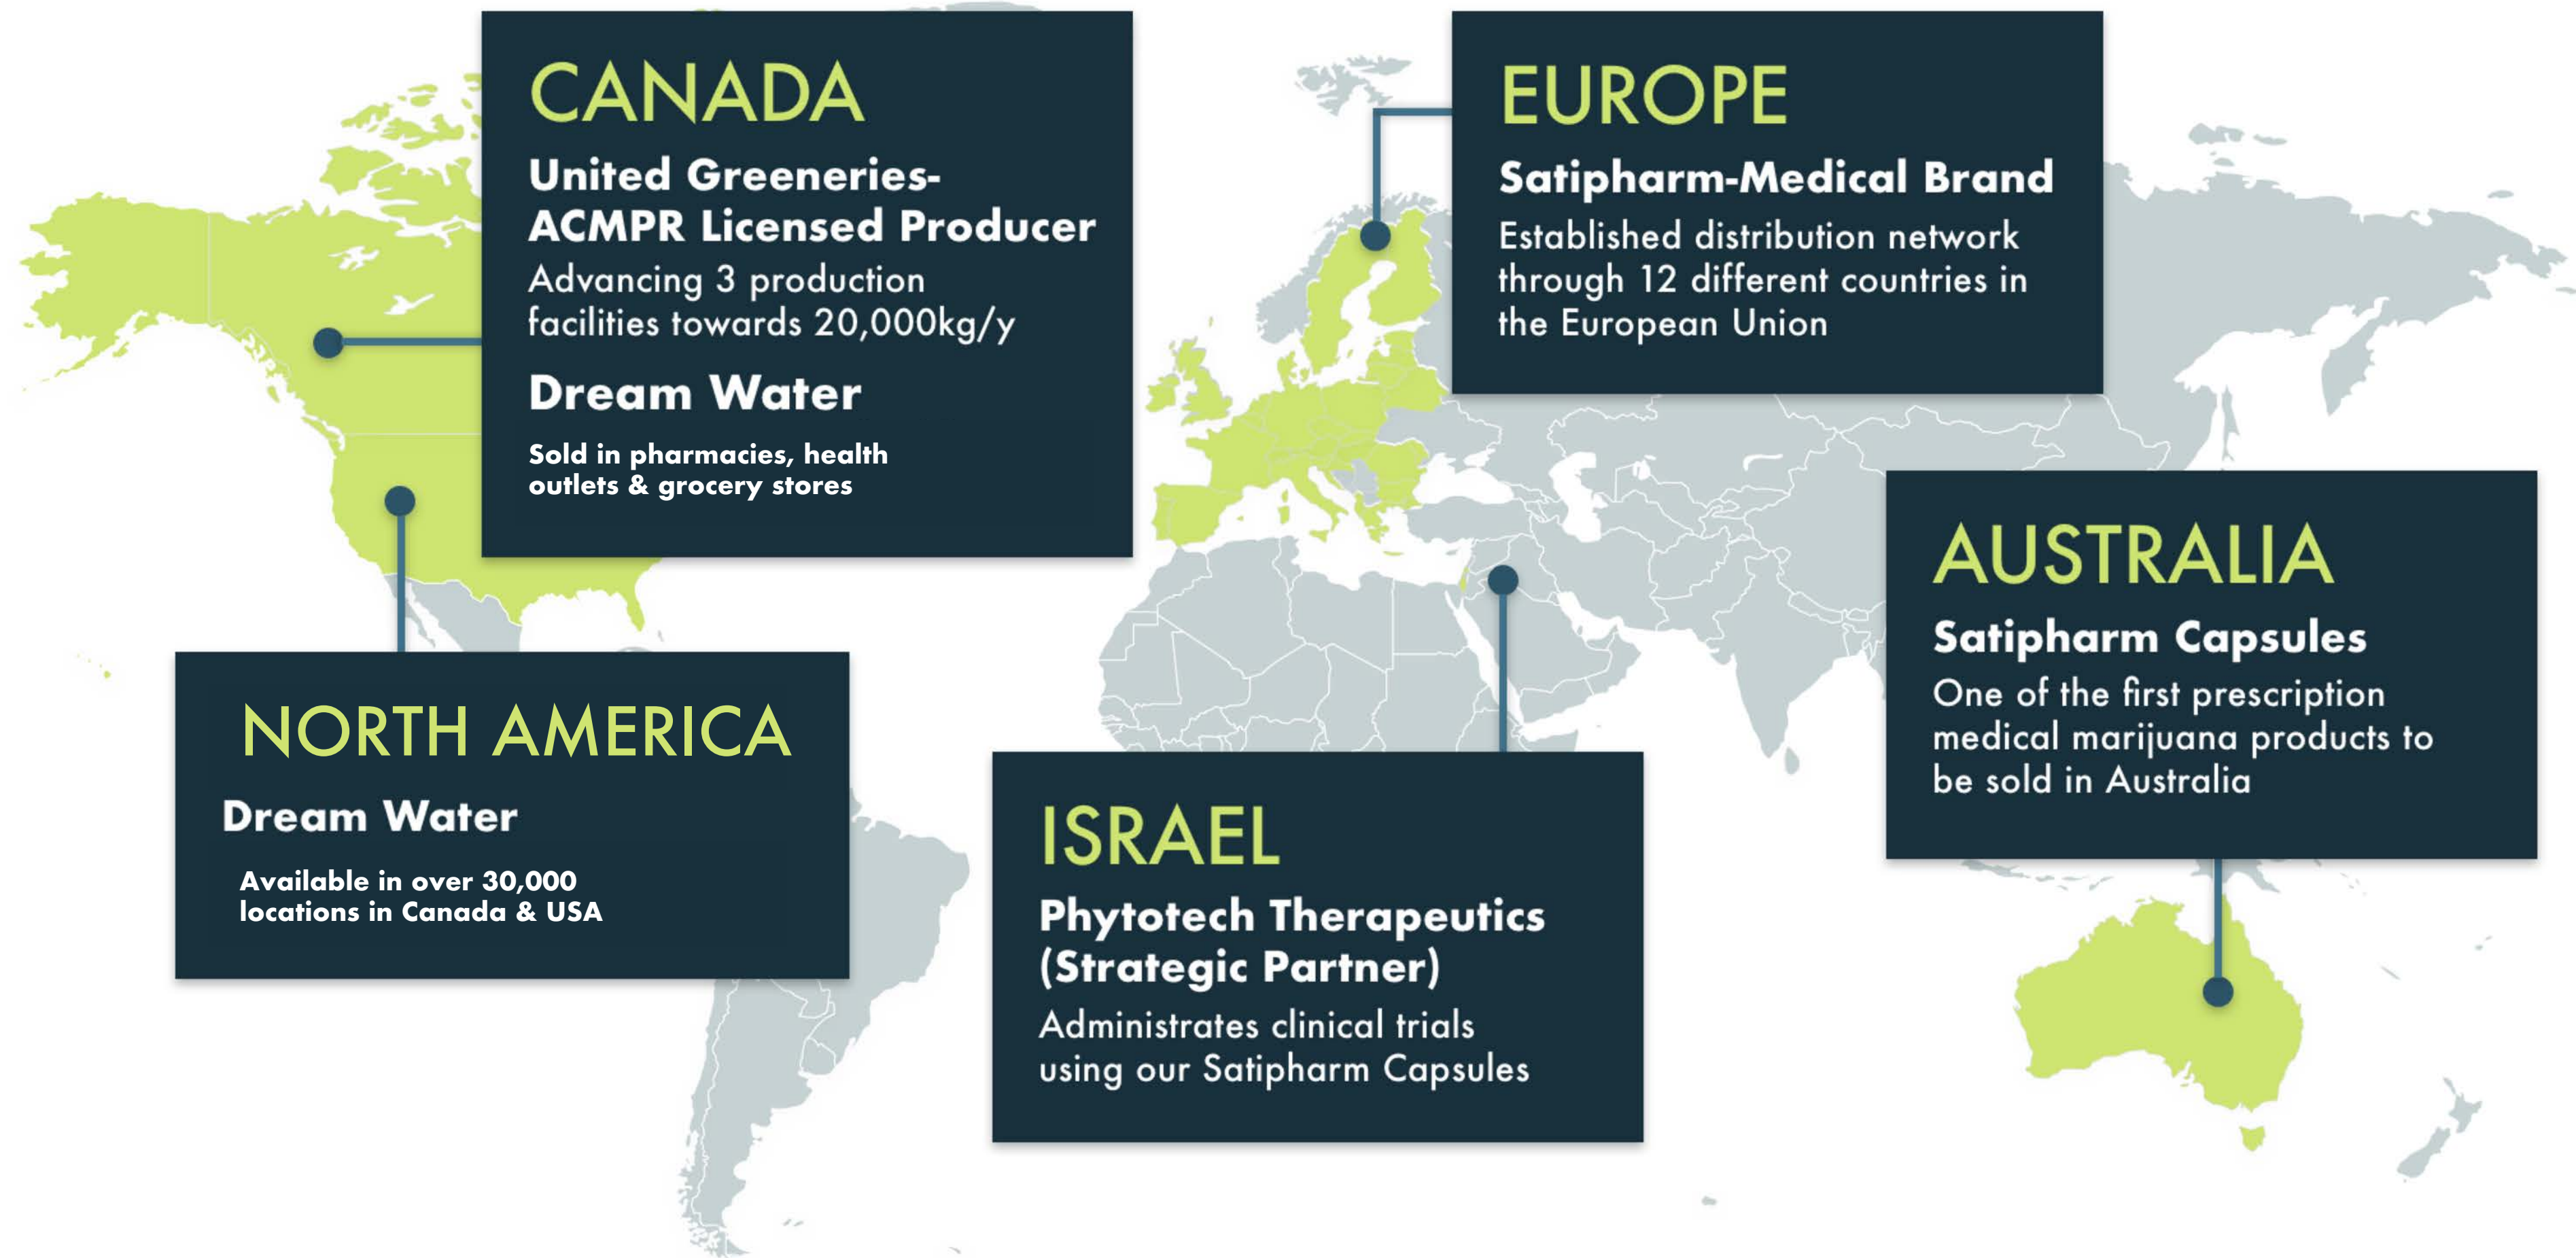 CANADA
United Greeneries-
ACMPR Licensed Producer
Advancing 3 production
facilities towards 20,000kg/y
Dream Water
Sold in pharmacies, health
outlets & grocery stores
EUROPE
Satipharm-Medical Brand
Established distribution network
through 12 different countries in
the European Union
NORTH AMERICA
Dream Water
Available in over 30,000
locations in Canada & USA
ISRAEL
Phytotech Therapeutics
(Strategic Partner)
Administrates clinical trials
using our Satipharm Capsules
AUSTRALIA
Satipharm Capsules
One of the first prescription
medical marijuana products to
be sold in Australia